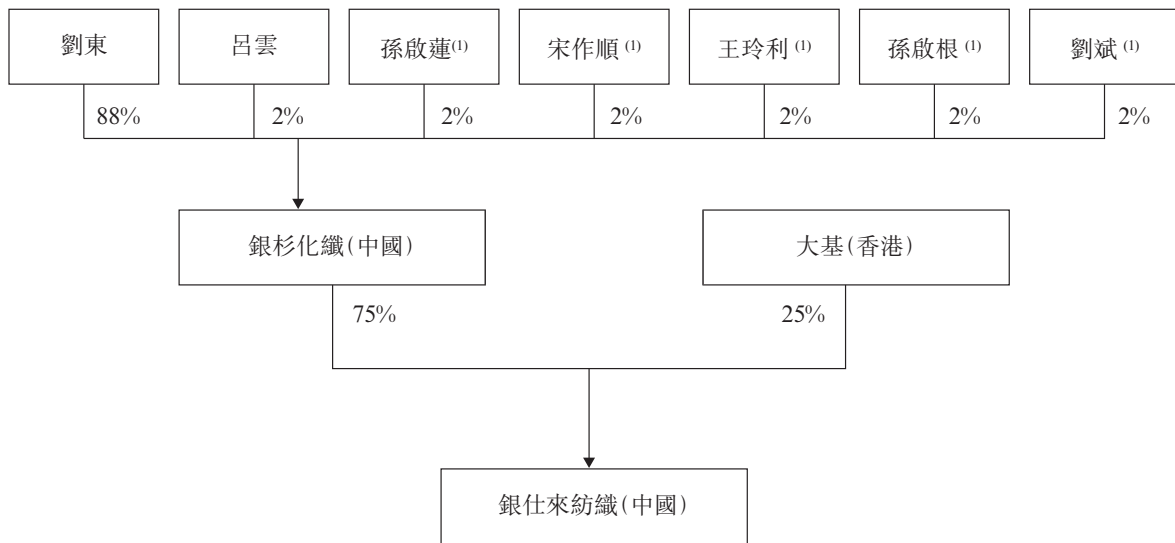 劉東 呂雲 孫啟蓮(1) 宋作順(1) 王玲利(1) 孫啟根(1) 劉斌(1)
88% 2% 2% 2% 2% 2% 2%
銀杉化纖(中國) 大基(香港)
75% 25%
銀仕來紡織(中國)